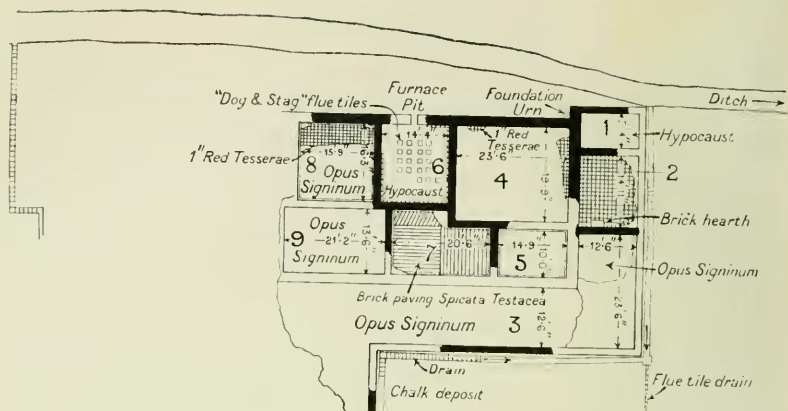 "Dog & Stag" flue tiles
Furnace
Pit
Foundation
Urn
Ditch
1" Red Tesserae
14·4"
1" Red
Tesserae
1
Hypocaust
15·9"
8
Opus
Signinum
6
Hypocaust
23·6"
4
19·9"
2
Brick hearth
Opus
21·2"
Signinum
9
13·6"
7
20·6"
14·9"
10·0"
5
12·6"
Opus Signinum
23·6"
Brick paving Spicata Testacea
Opus Signinum
3
12·6"
Drain
Chalk deposit
Flue tile drain